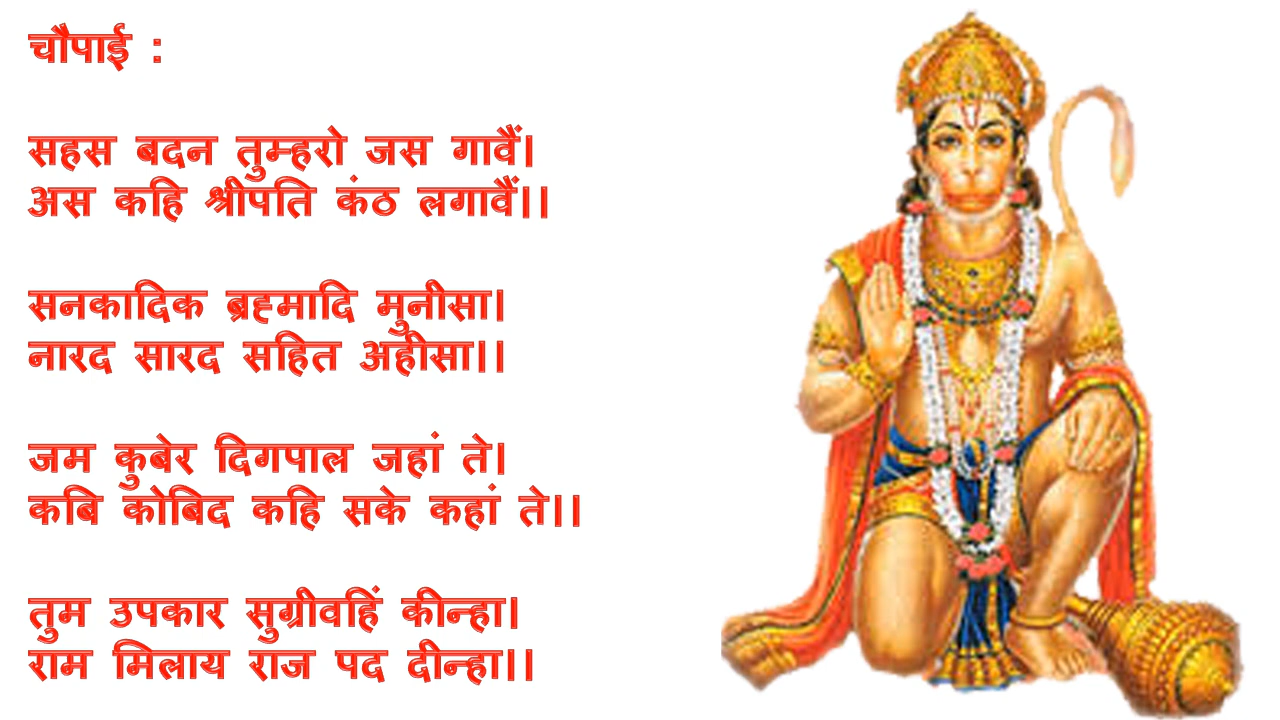 चौपाई :
सहस बदन तुम्हरो जस गावैं।
अस कहि श्रीपति कंठ लगावैं।।
सनकादिक ब्रह्मादि मुनीसा।
नारद सारद सहित अहीसा।।
जम कुबेर दिगपाल जहां ते।
कबि कोबिद कहि सके कहां ते।।
तुम उपकार सुग्रीवहिं कीन्हा।
राम मिलाय राज पद दीन्हा।।